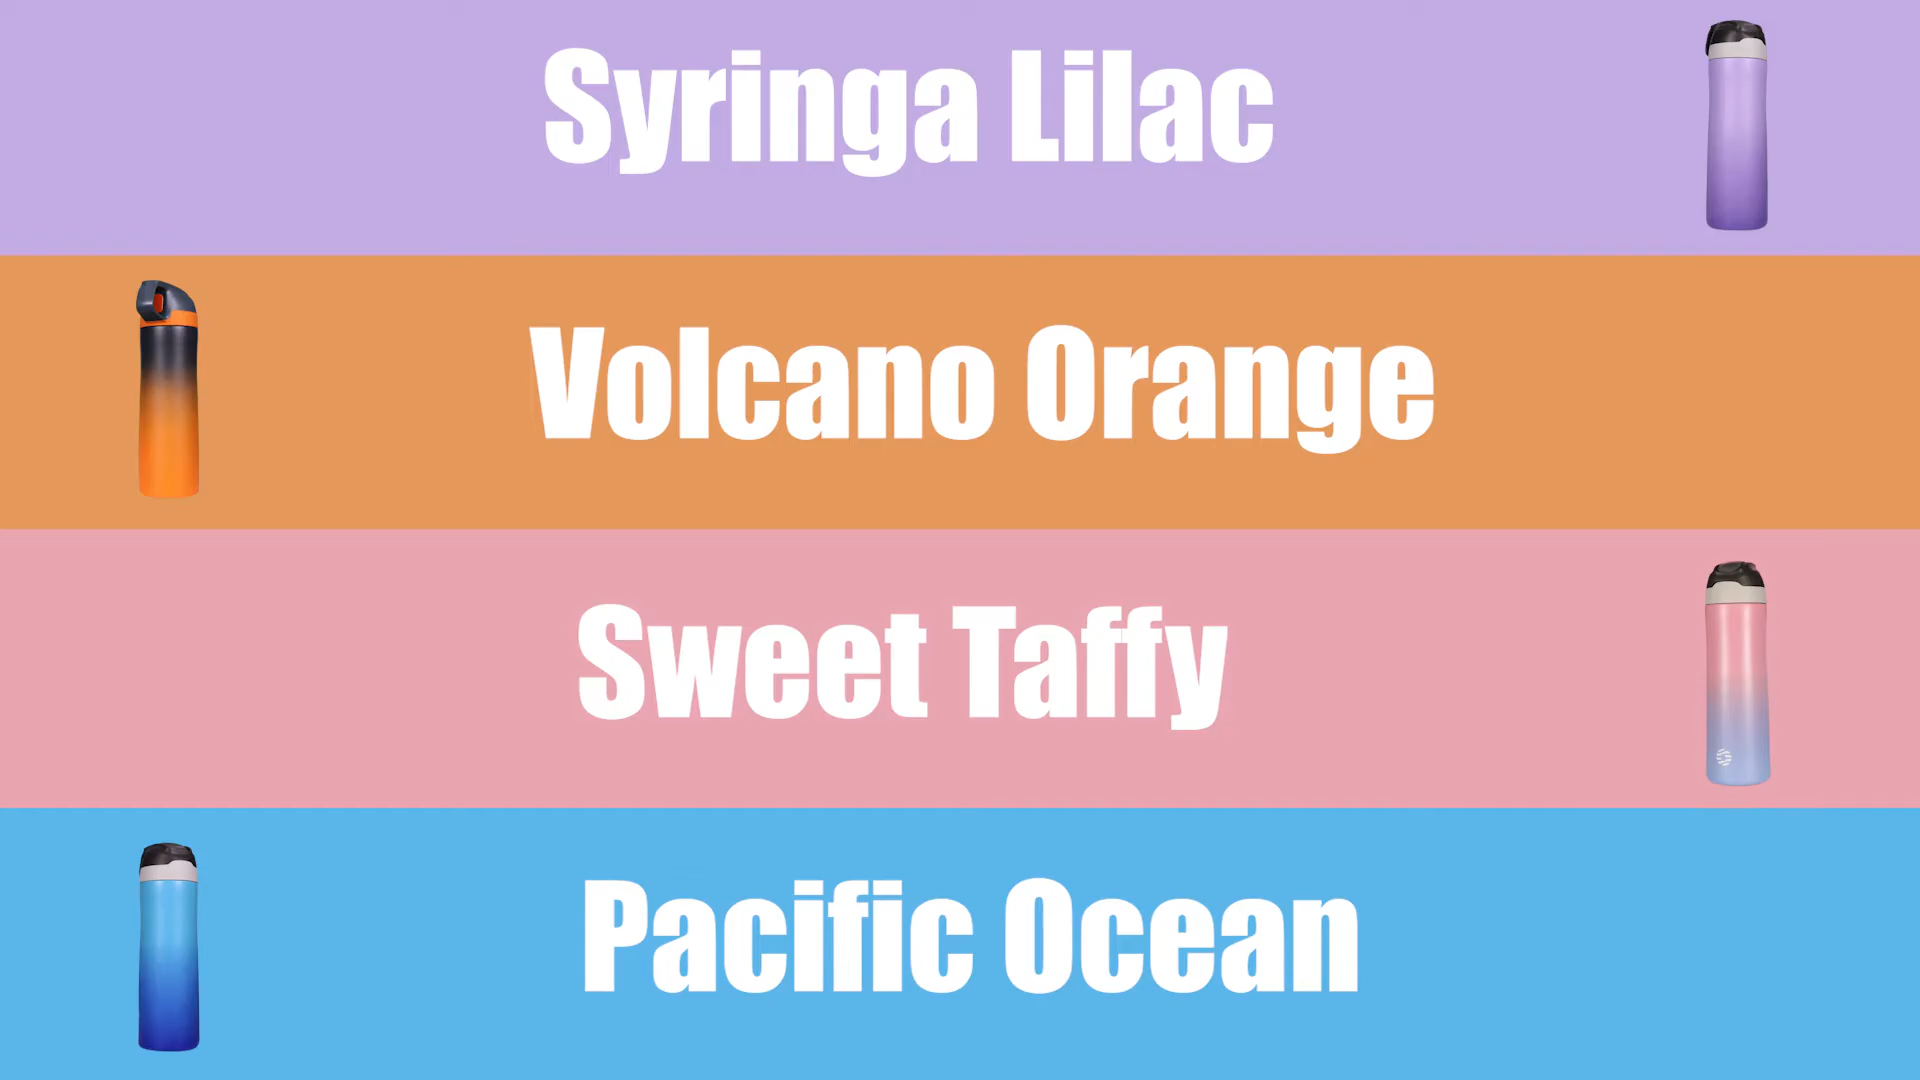 Syringa Lilac
Volcano Orange
Sweet Taffy
Pacific Ocean